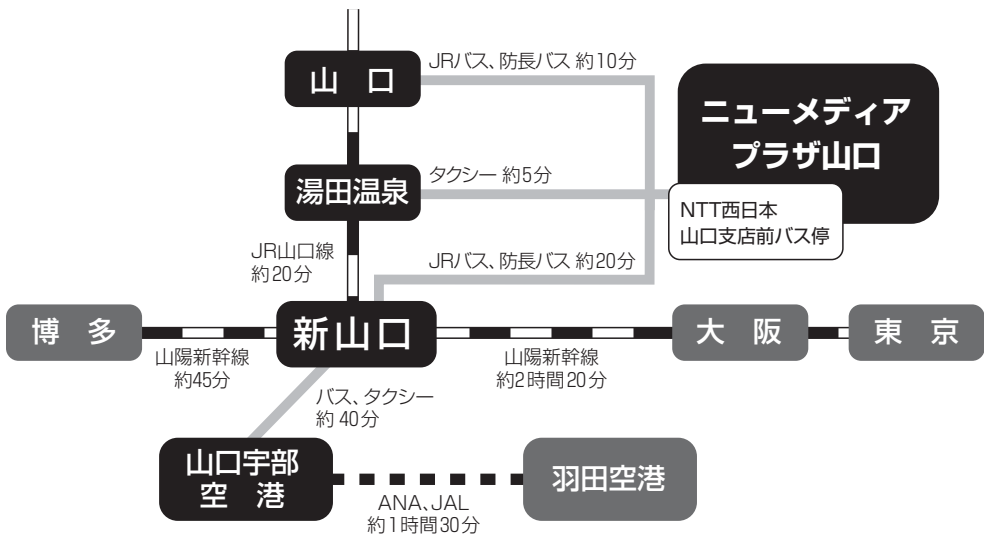 山口
JRバス、防長バス 約10分
ニューメディア
プラザ山口
湯田温泉
タクシー 約5分
NTT西日本
山口支店前バス停
JR山口線
約20分
JRバス、防長バス 約20分
博多
新山口
大阪
東京
山陽新幹線
約45分
山陽新幹線
約2時間20分
バス、タクシー
約40分
山口宇部
空港
羽田空港
ANA、JAL
約1時間30分